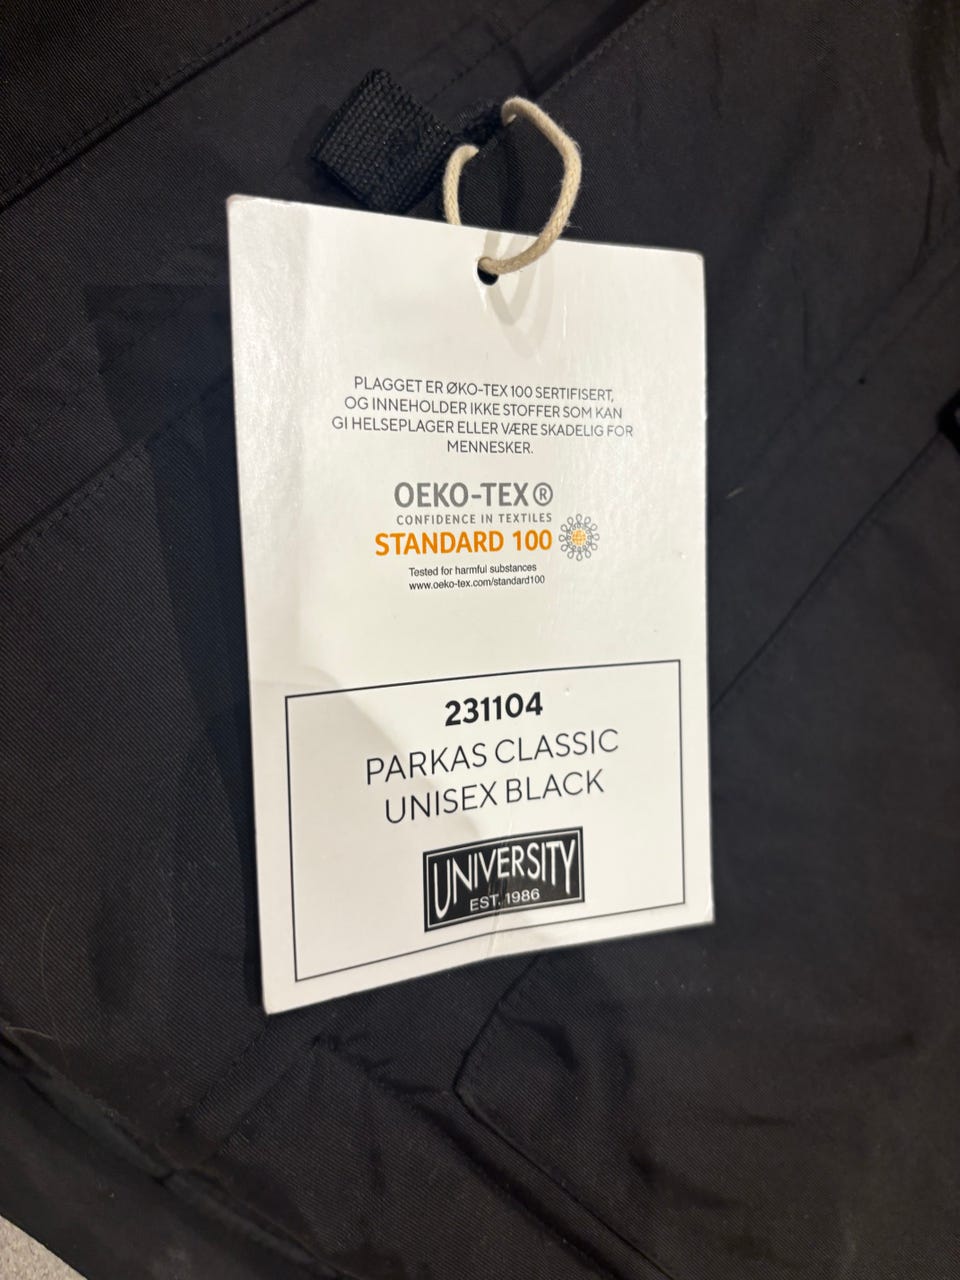 PLAGGET ER ØKO-TEX 100 SERTIFISERT,
OG INNEHOLDER IKKE STOFFER SOM KAN
GI HELSEPLAGER ELLER VÆRE SKADELIG FOR
MENNESKER.
OEKO-TEX®
CONFIDENCE IN TEXTILES
STANDARD 100
Tested for harmful substances
www.oeko-tex.com/standard100
231104
PARKAS CLASSIC
UNISEX BLACK
UNIVERSITY
EST. 1986